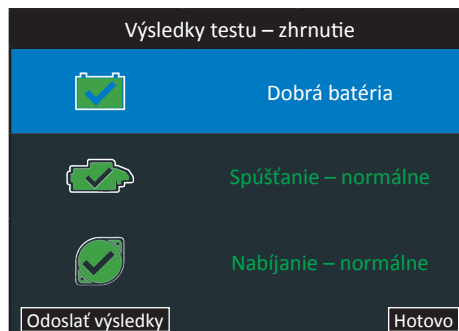 Výsledky testu – zhrnutie
Dobrá batéria
Spúšťanie – normálne
Nabíjanie – normálne
Odoslať výsledky
Hotovo